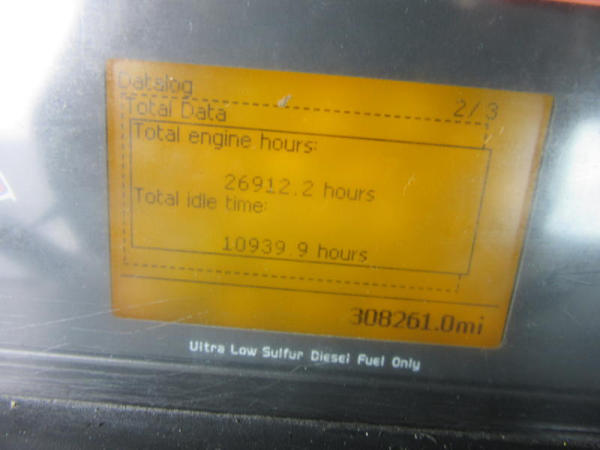 Datalog
Total Data 2/3
Total engine hours:
26912.2 hours
Total idle time:
10939.9 hours
308261.0mi
Ultra Low Sulfur Diesel Fuel Only